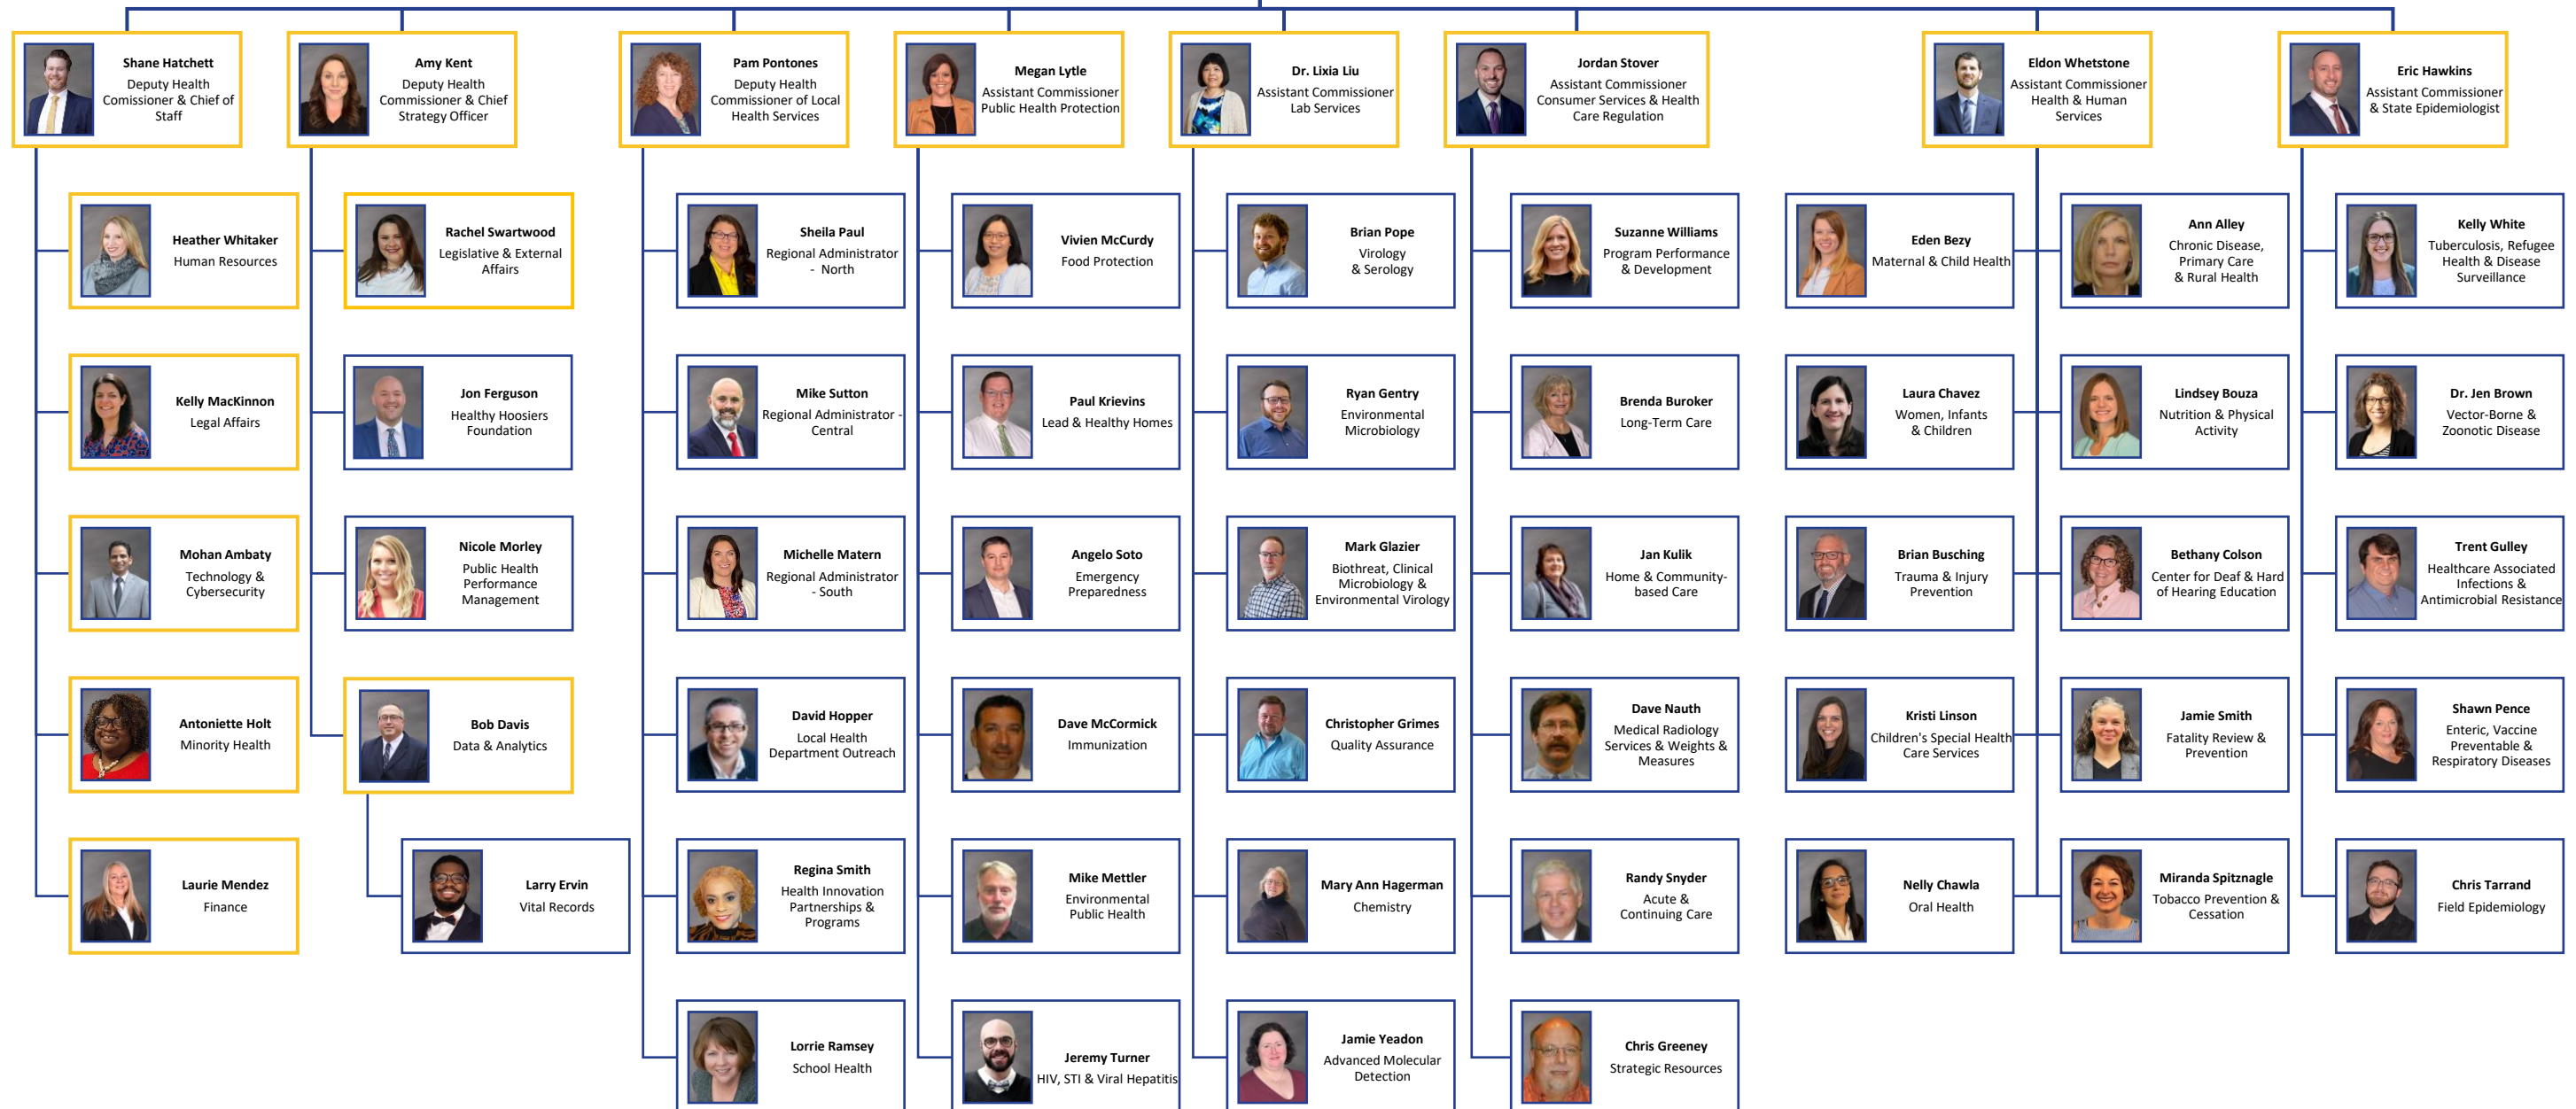 Shane Hatchett
Deputy Health
Comissioner & Chief of
Staff
Amy Kent
Deputy Health
Commissioner & Chief
Strategy Officer
Pam Pontones
Deputy Health
Commissioner of Local
Health Services
Megan Lytle
Assistant Commissioner
Public Health Protection
Dr. Lixia Liu
Assistant Commissioner
Lab Services
Jordan Stover
Assistant Commissioner
Consumer Services & Health
Care Regulation
Eldon Whetstone
Assistant Commissioner
Health & Human
Services
Eric Hawkins
Assistant Commissioner
& State Epidemiologist
Heather Whitaker
Human Resources
Rachel Swartwood
Legislative & External
Affairs
Sheila Paul
Regional Administrator
- North
Vivien McCurdy
Food Protection
Brian Pope
Virology
& Serology
Suzanne Williams
Program Performance
& Development
Eden Bezy
Maternal & Child Health
Ann Alley
Chronic Disease,
Primary Care
& Rural Health
Kelly White
Tuberculosis, Refugee
Health & Disease
Surveillance
Kelly MacKinnon
Legal Affairs
Jon Ferguson
Healthy Hoosiers
Foundation
Mike Sutton
Regional Administrator -
Central
Paul Krievins
Lead & Healthy Homes
Ryan Gentry
Environmental
Microbiology
Brenda Buroker
Long-Term Care
Laura Chavez
Women, Infants
& Children
Lindsey Bouza
Nutrition & Physical
Activity
Dr. Jen Brown
Vector-Borne &
Zoonotic Disease
Mohan Ambaty
Technology &
Cybersecurity
Nicole Morley
Public Health
Performance
Management
Michelle Matern
Regional Administrator
- South
Angelo Soto
Emergency
Preparedness
Mark Glazier
Biothreat, Clinical
Microbiology &
Environmental Virology
Jan Kulik
Home & Community-
based Care
Brian Busching
Trauma & Injury
Prevention
Bethany Colson
Center for Deaf & Hard
of Hearing Education
Trent Gulley
Healthcare Associated
Infections &
Antimicrobial Resistance
Antoniette Holt
Minority Health
Bob Davis
Data & Analytics
David Hopper
Local Health
Department Outreach
Dave McCormick
Immunization
Christopher Grimes
Quality Assurance
Dave Nauth
Medical Radiology
Services & Weights &
Measures
Kristi Linson
Children's Special Health
Care Services
Jamie Smith
Fatality Review &
Prevention
Shawn Pence
Enteric, Vaccine
Preventable &
Respiratory Diseases
Laurie Mendez
Finance
Larry Ervin
Vital Records
Regina Smith
Health Innovation
Partnerships &
Programs
Mike Mettler
Environmental
Public Health
Mary Ann Hagerman
Chemistry
Randy Snyder
Acute &
Continuing Care
Nelly Chawla
Oral Health
Miranda Spitznagle
Tobacco Prevention &
Cessation
Chris Tarrand
Field Epidemiology
Lorrie Ramsey
School Health
Jeremy Turner
HIV, STI & Viral Hepatitis
Jamie Yeadon
Advanced Molecular
Detection
Chris Greeney
Strategic Resources